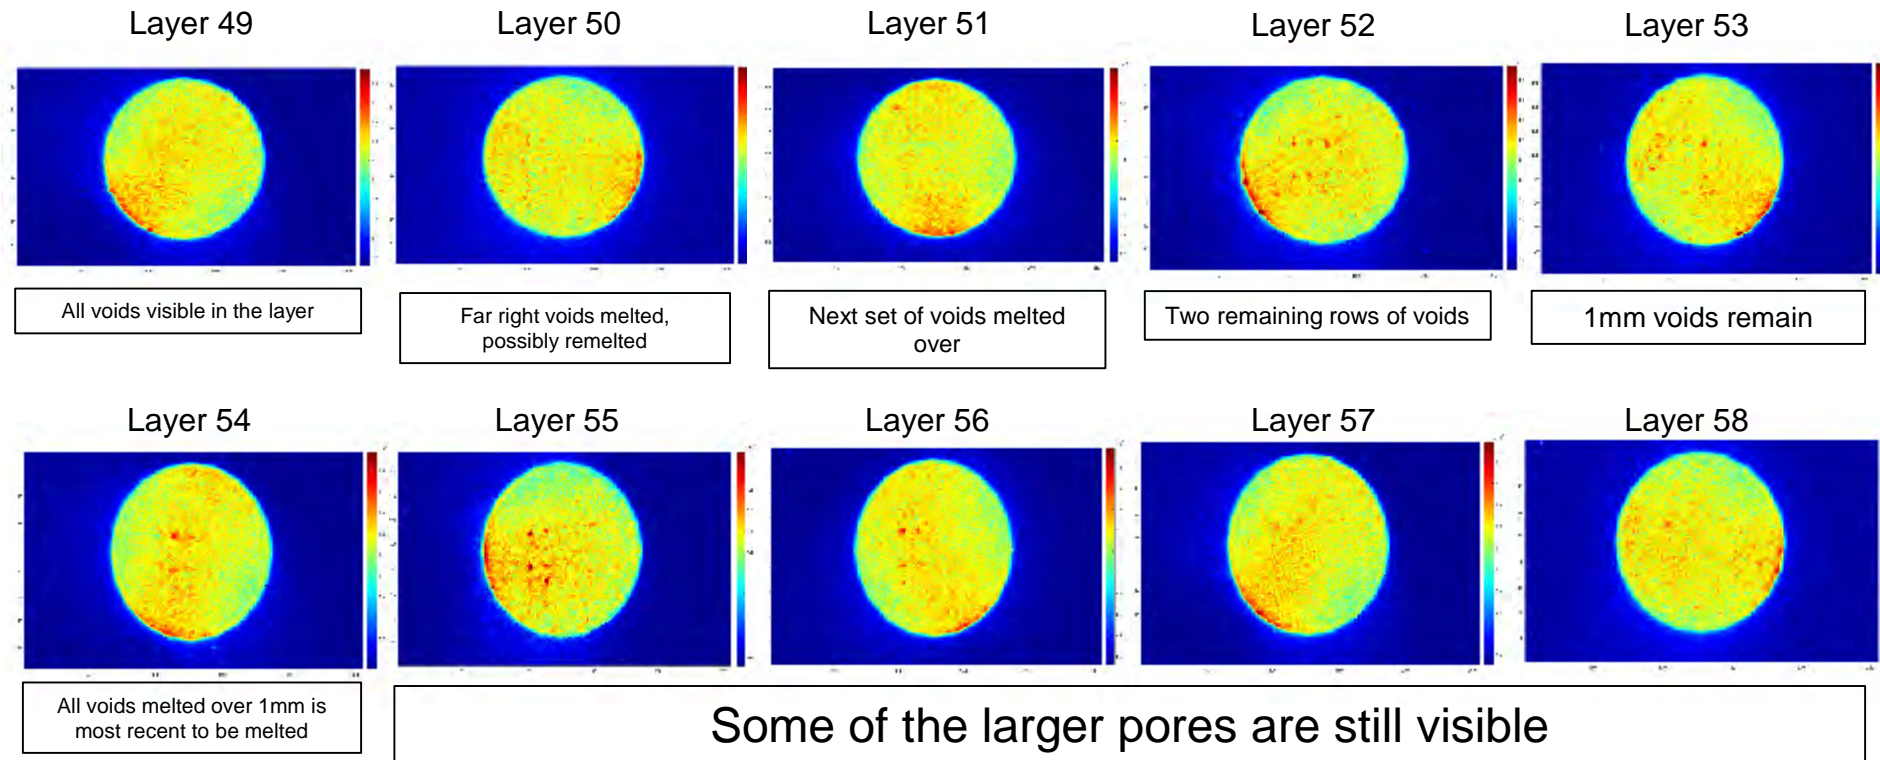 Layer 49
Layer 50
Layer 51
Layer 52
Layer 53
All voids visible in the layer
Far right voids melted,
possibly remelted
Next set of voids melted
over
Two remaining rows of voids
1mm voids remain
Layer 54
Layer 55
Layer 56
Layer 57
Layer 58
All voids melted over 1mm is
most recent to be melted
Some of the larger pores are still visible